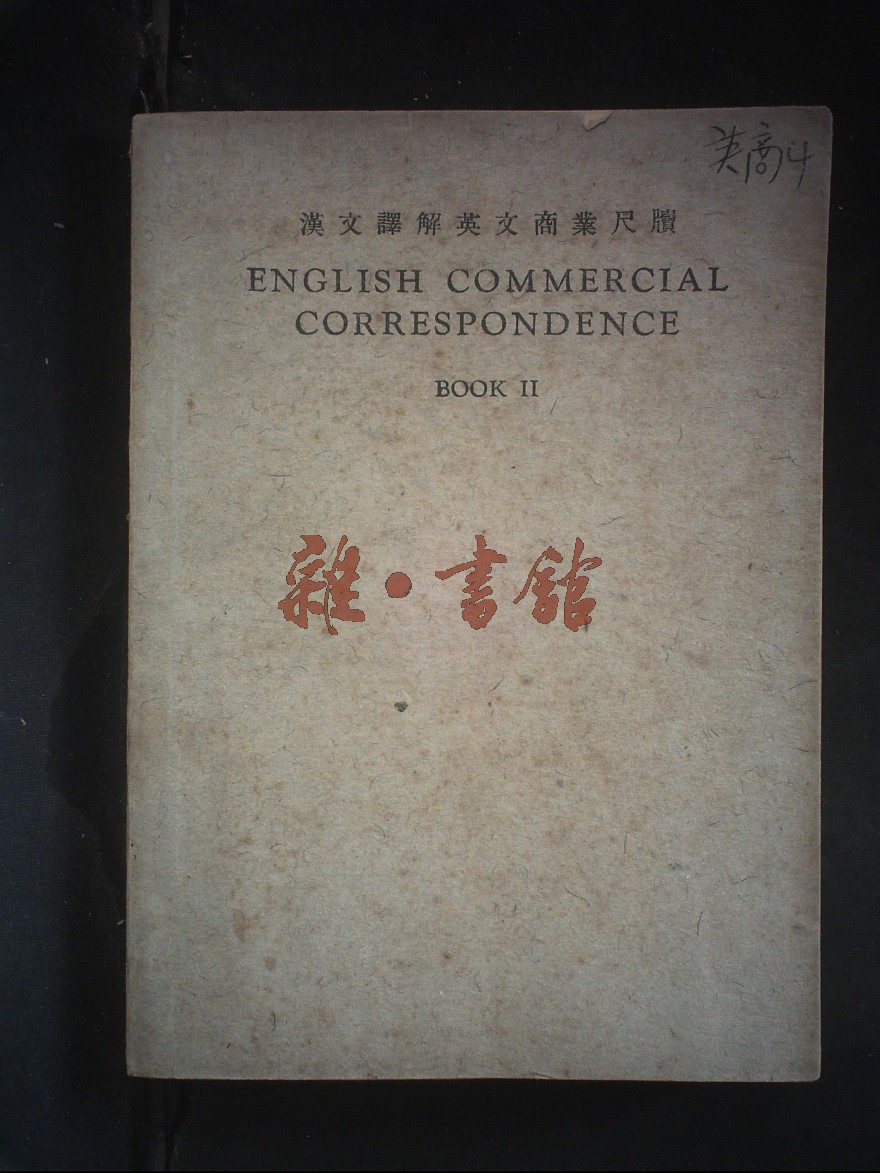 英商4
漢文譯解英文商業尺牘
ENGLISH COMMERCIAL
CORRESPONDENCE
BOOK II
雜·書館